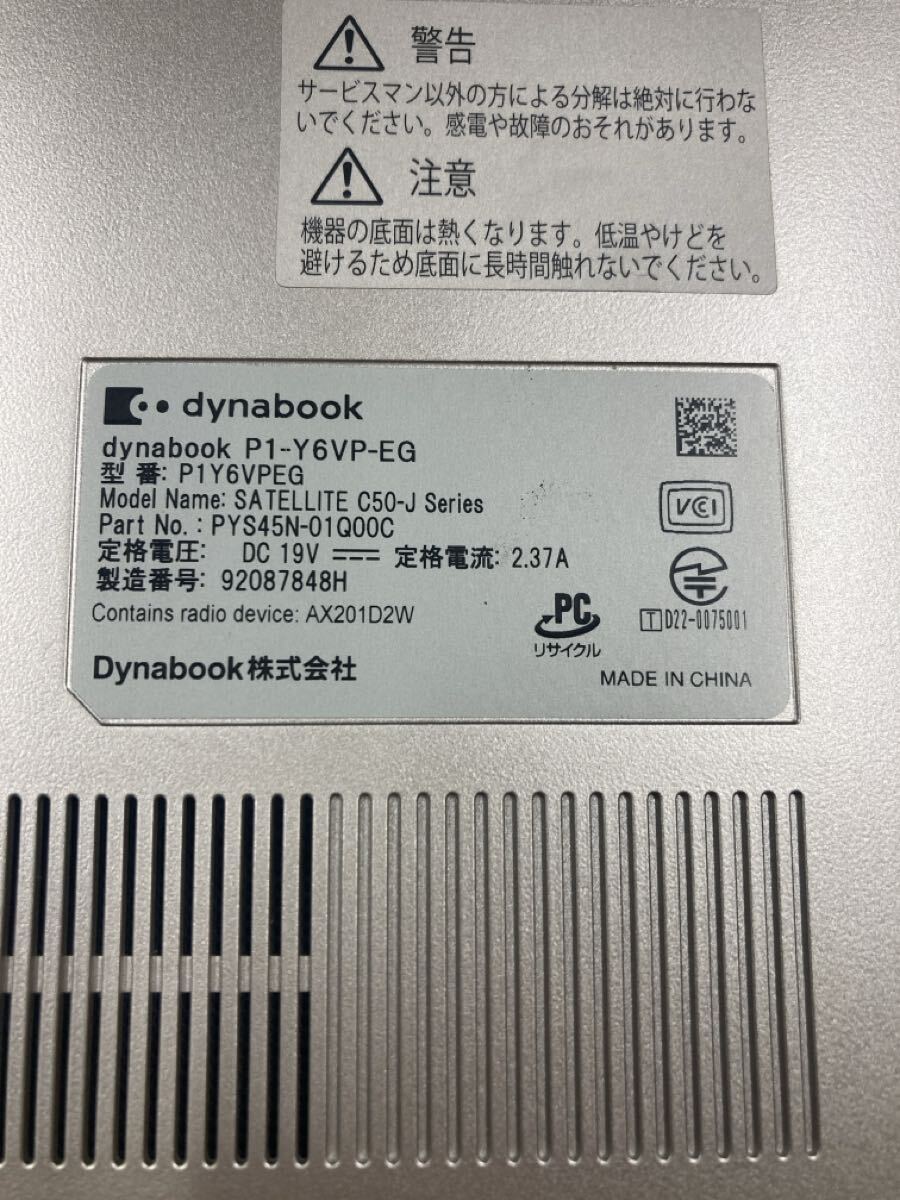 警告
サービスマン以外の方による分解は絶対に行わな
いでください。感電や故障のおそれがあります。
注意
機器の底面は熱くなります。低温やけどを
避けるため底面に長時間触れないでください。
dynabook
dynabook P1-Y6VP-EG
型 番: P1Y6VPEG
Model Name: SATELLITE C50-J Series
Part No. : PYS45N-01Q00C
定格電圧: DC 19V 定格電流: 2.37A
製造番号: 92087848H
Contains radio device: AX201D2W
Dynabook株式会社
VCI
PC
リサイクル
T D22-0075001
MADE IN CHINA